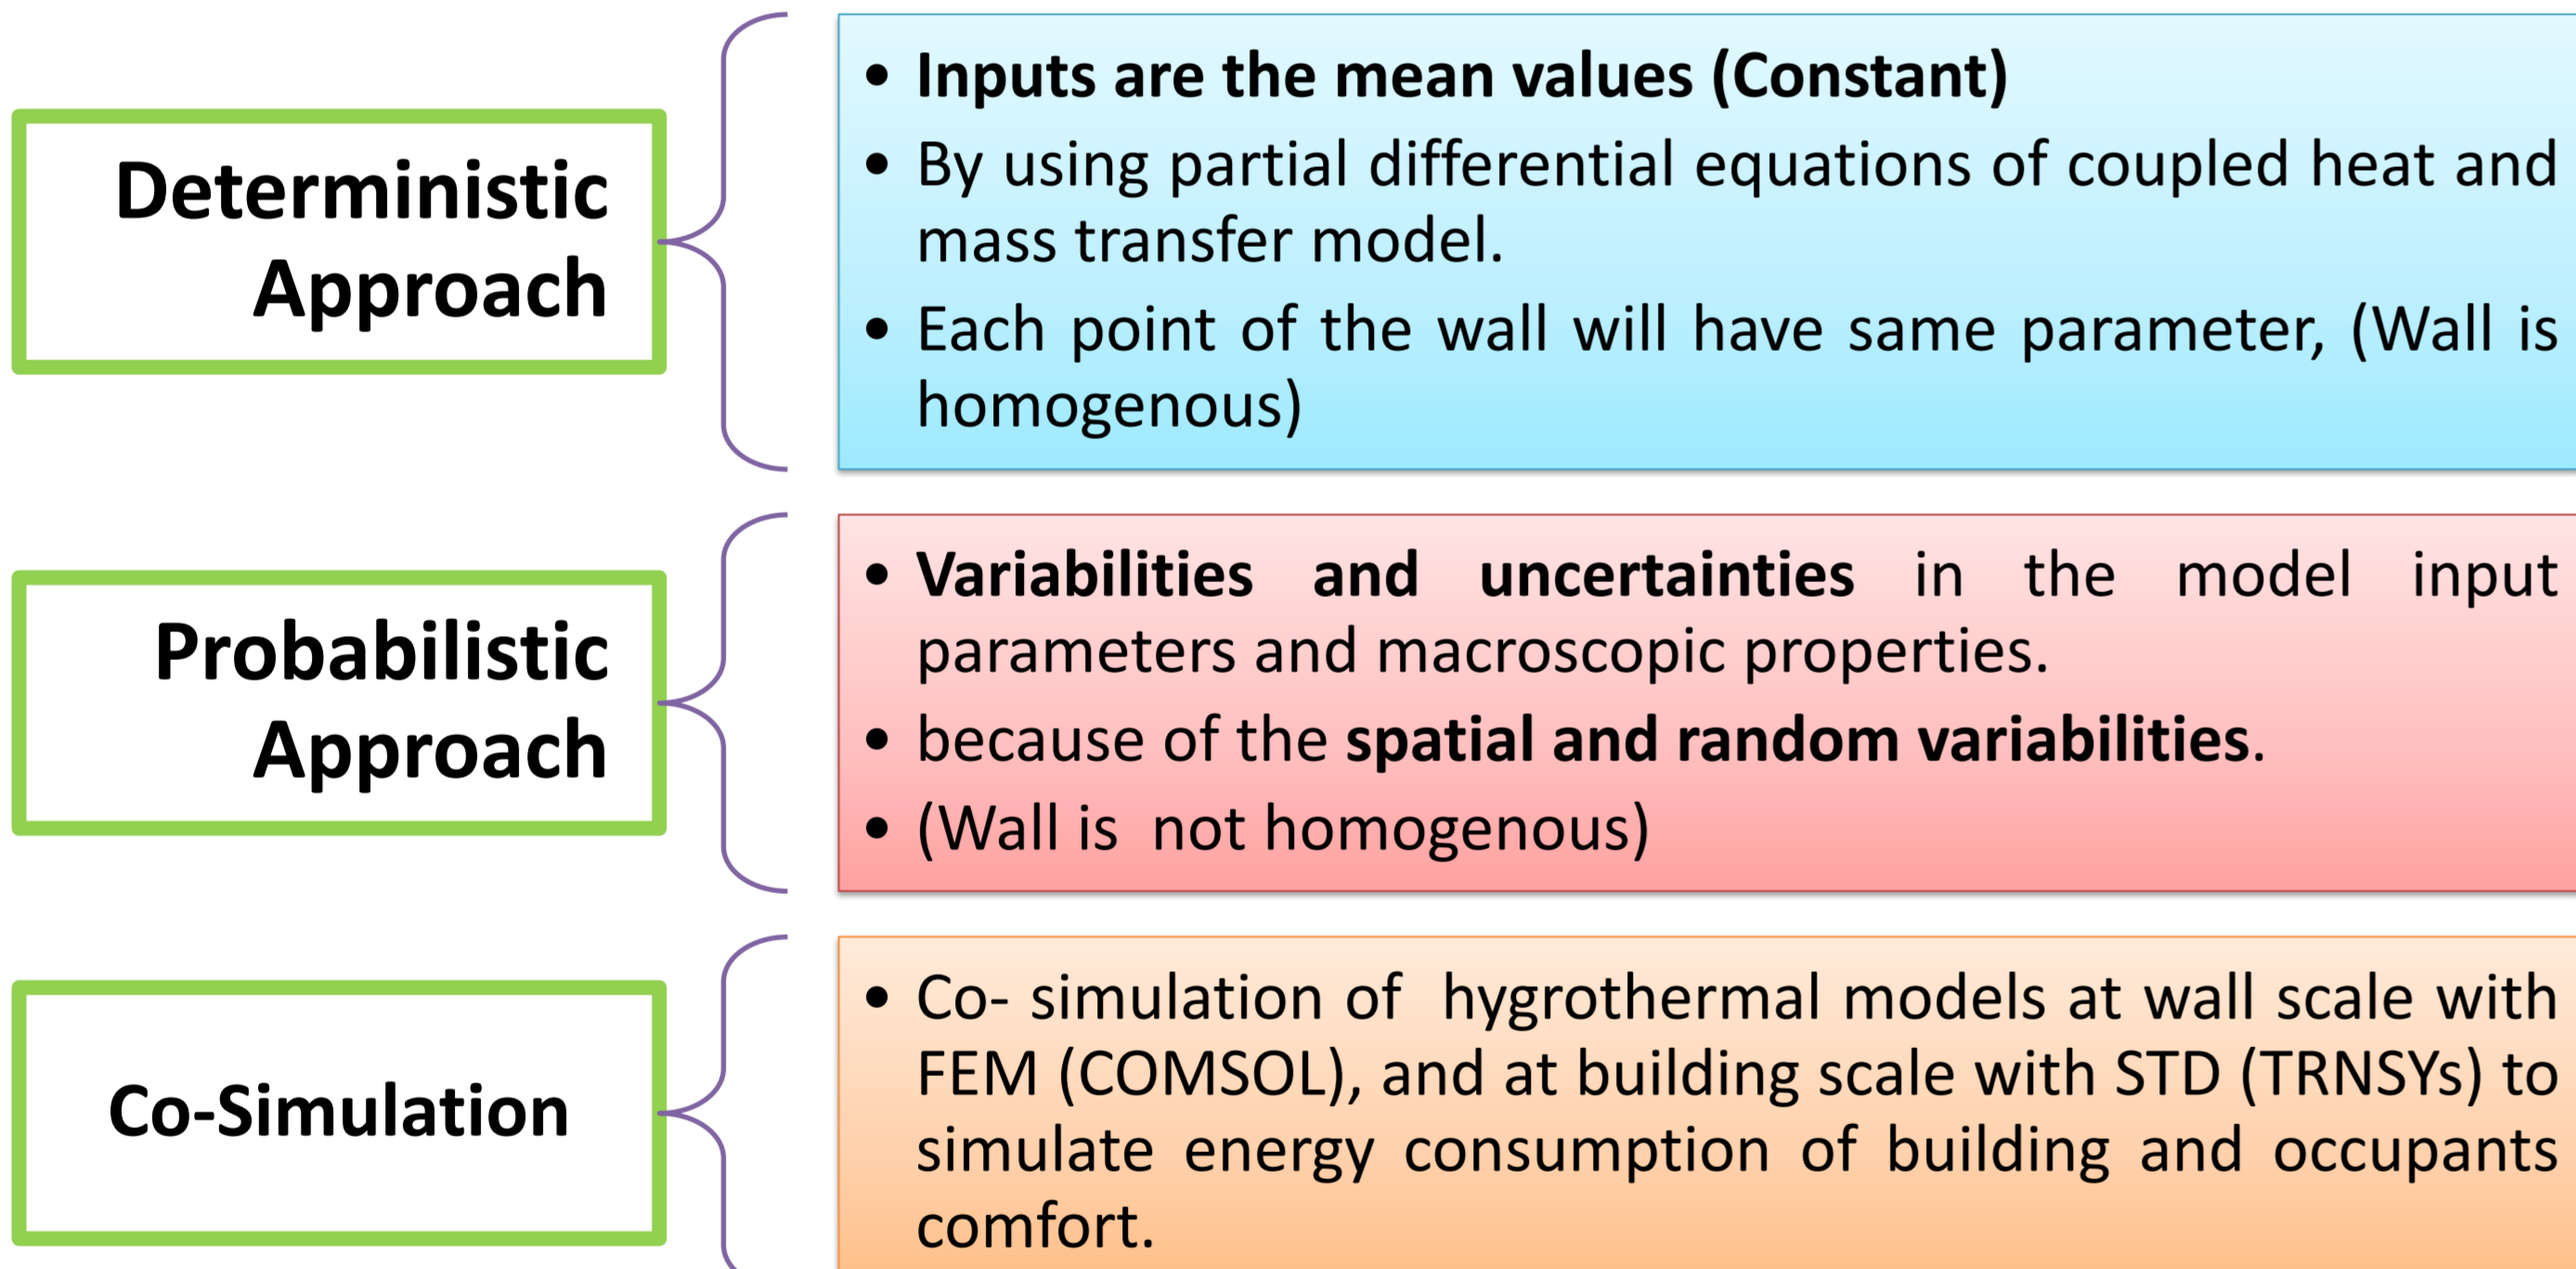 Deterministic
Approach
• Inputs are the mean values (Constant)
• By using partial differential equations of coupled heat and
mass transfer model.
• Each point of the wall will have same parameter, (Wall is
homogenous)
Probabilistic
Approach
• Variabilities and uncertainties in the model input
parameters and macroscopic properties.
• because of the spatial and random variabilities.
• (Wall is not homogenous)
Co-Simulation
• Co- simulation of hygrothermal models at wall scale with
FEM (COMSOL), and at building scale with STD (TRNSYs) to
simulate energy consumption of building and occupants
comfort.